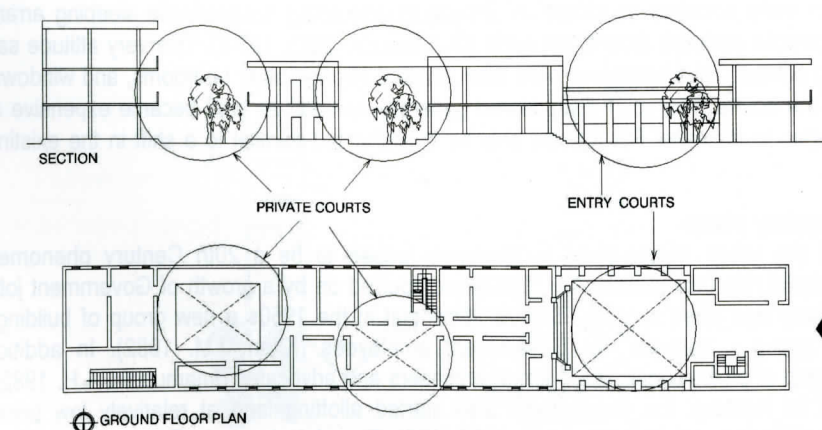 SECTION
PRIVATE COURTS
ENTRY COURTS
GROUND FLOOR PLAN